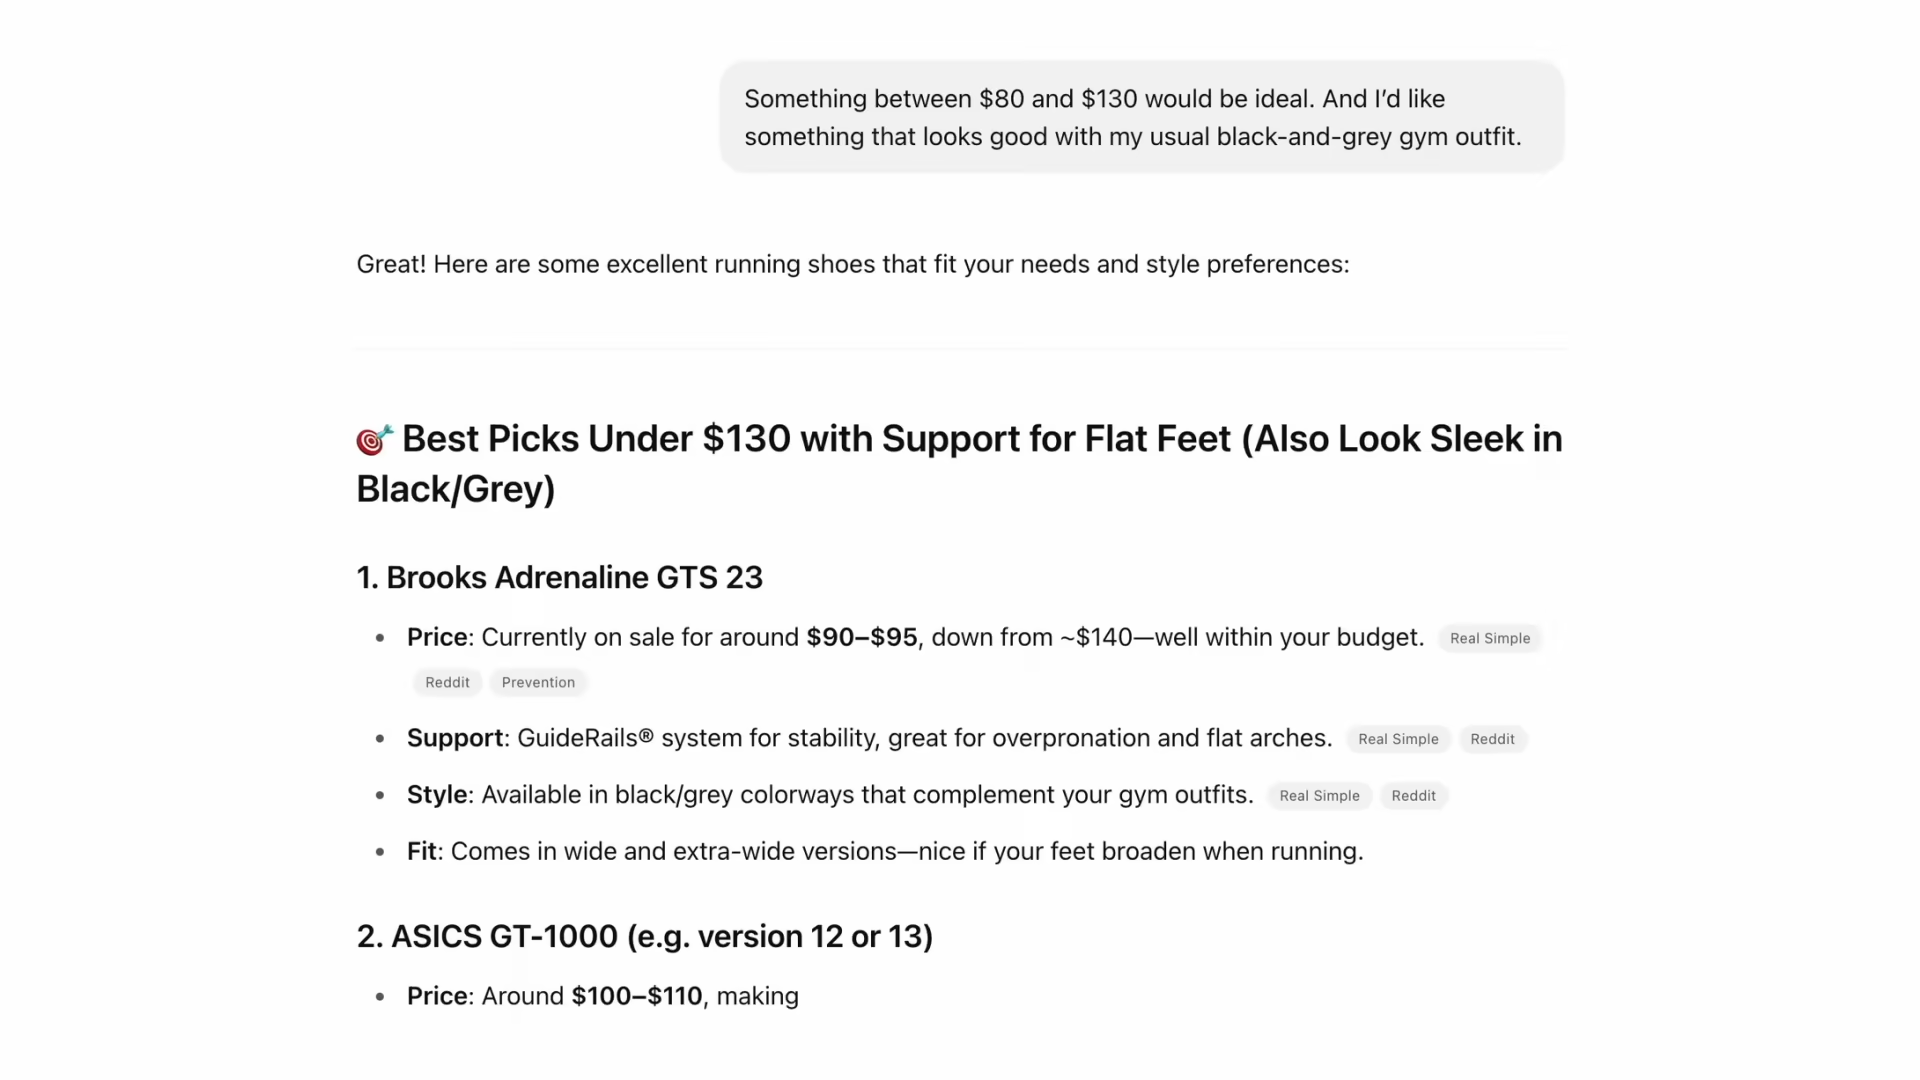 Something between $80 and $130 would be ideal. And I’d like
something that looks good with my usual black-and-grey gym outfit.
Great! Here are some excellent running shoes that fit your needs and style preferences:
🎯 Best Picks Under $130 with Support for Flat Feet (Also Look Sleek in
Black/Grey)
1. Brooks Adrenaline GTS 23
• Price: Currently on sale for around $90–$95, down from ~$140—well within your budget. Real Simple
Reddit Prevention
• Support: GuideRails® system for stability, great for overpronation and flat arches. Real Simple Reddit
• Style: Available in black/grey colorways that complement your gym outfits. Real Simple Reddit
• Fit: Comes in wide and extra-wide versions—nice if your feet broaden when running.
2. ASICS GT-1000 (e.g. version 12 or 13)
• Price: Around $100–$110, making